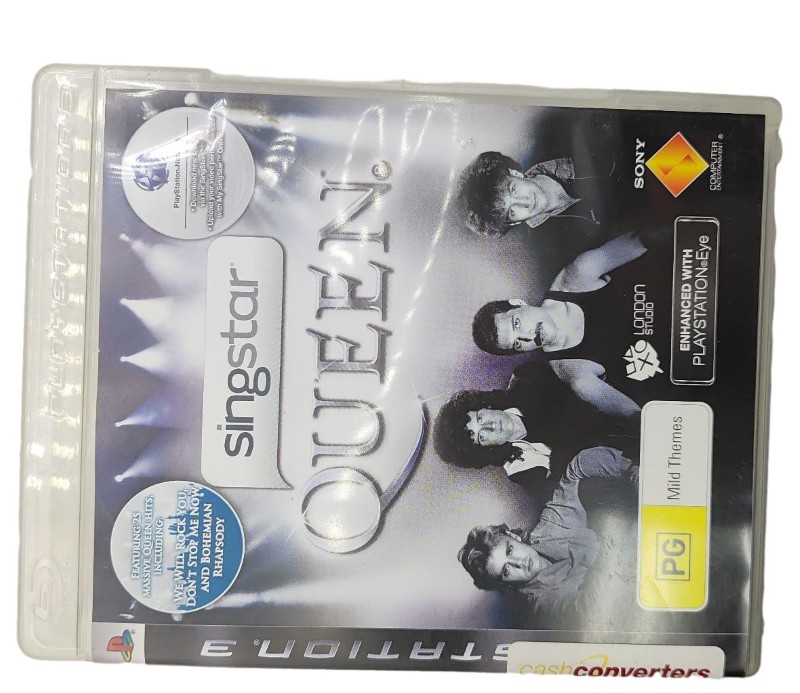 PLAYSTATION 3
PlayStation®Network
singstar
QUEEN.
FEATURING 25
MASSIVE QUEEN HITS,
INCLUDING:
WE WILL ROCK YOU,
DON'T STOP ME NOW
AND BOHEMIAN
RHAPSODY
PG
Mild Themes
LONDON
STUDIO
ENHANCED WITH
PLAYSTATION®Eye
SONY
COMPUTER
ENTERTAINMENT®
STATION 3
cash converters